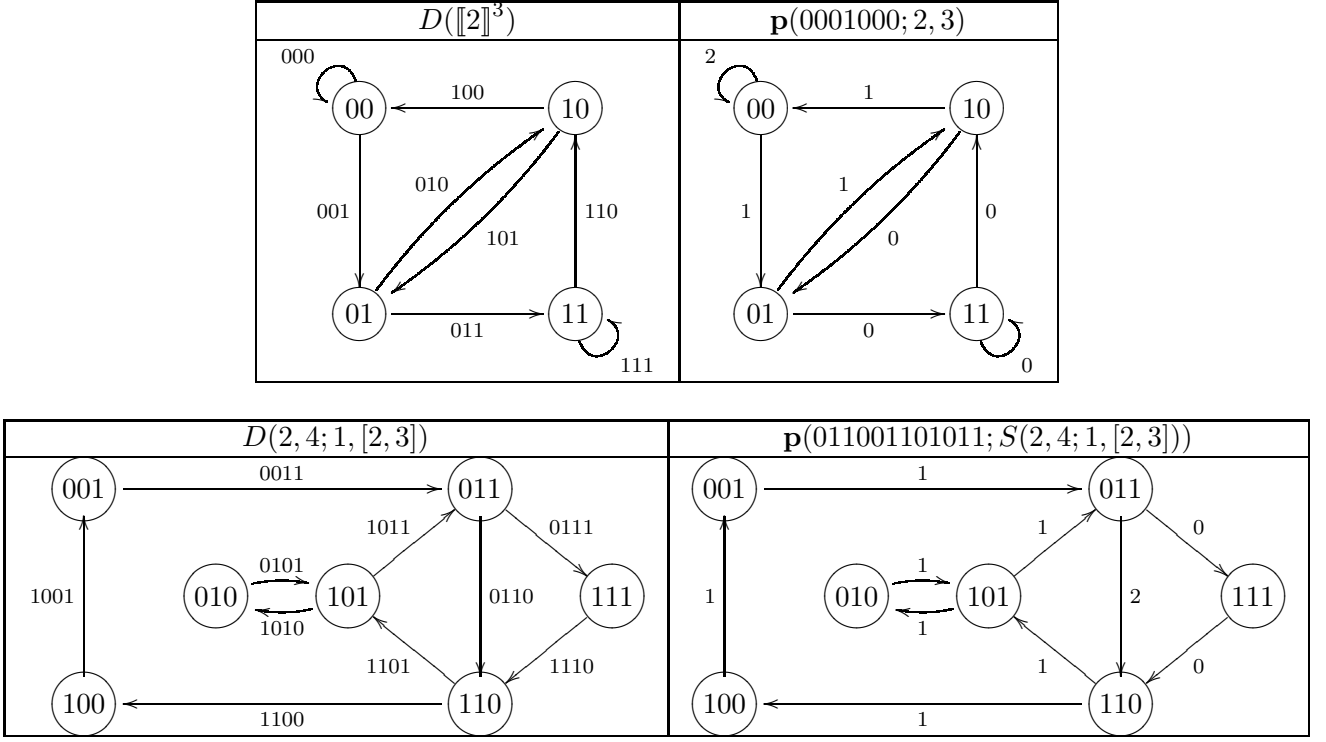 D(⟦2⟧³) p(0001000; 2, 3)
000 2
00 100 10 00 1 10
010 1
001 110 1 0
101 0
01 11 01 11
011 0
111 0
D(2, 4; 1, [2, 3]) p(011001101011; S(2, 4; 1, [2, 3]))
0011 1
001 011 001 011
1011 0111 1 0
0101 1
1001 010 101 0110 111 1 010 101 2 111
1010 1
1101 1110 1 0
100 110 100 110
1100 1